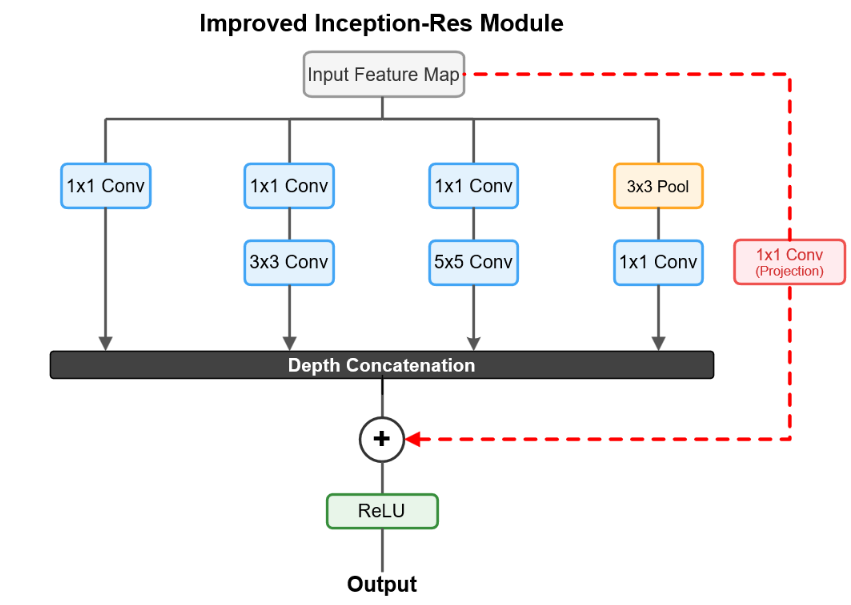 Improved Inception-Res Module
Input Feature Map
1x1 Conv
1x1 Conv
1x1 Conv
3x3 Pool
3x3 Conv
5x5 Conv
1x1 Conv
1x1 Conv
(Projection)
Depth Concatenation
+
ReLU
Output